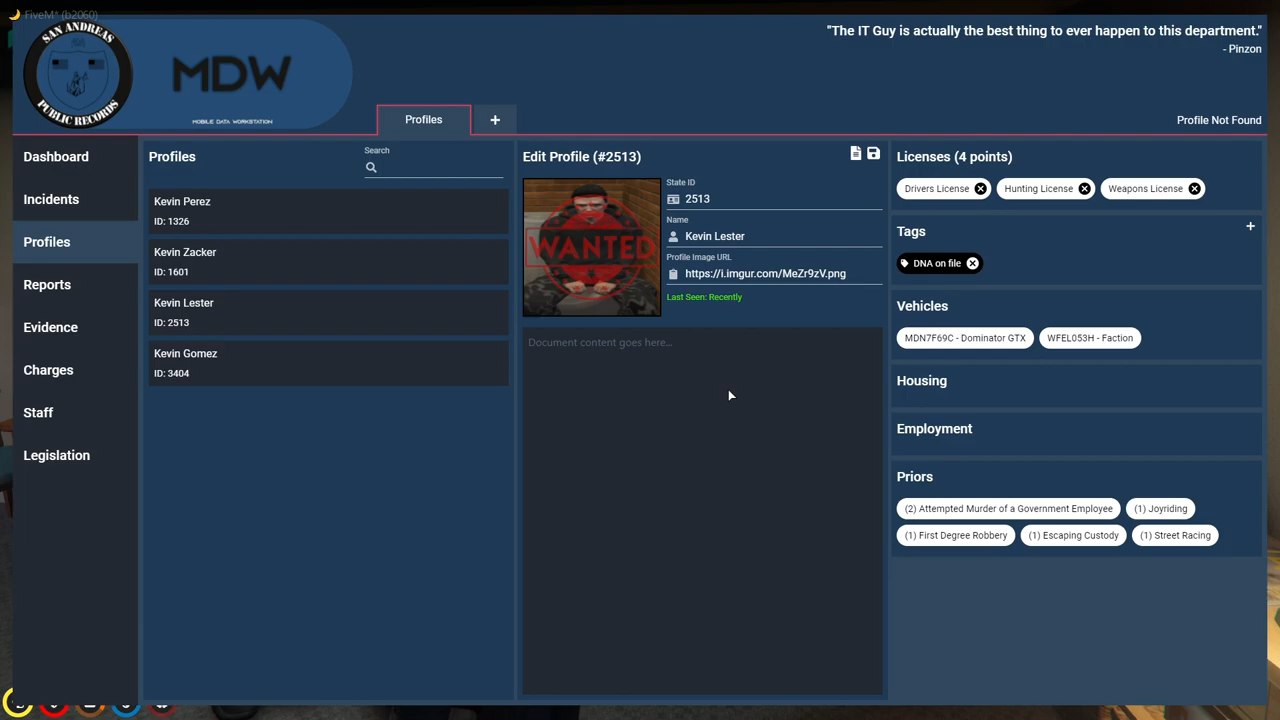 FiveM* (b2060)
SAN ANDREAS
PUBLIC RECORDS
MDW
MOBILE DATA WORKSTATION
"The IT Guy is actually the best thing to ever happen to this department."
- Pinzon
Profiles
+
Profile Not Found
Dashboard
Incidents
Profiles
Reports
Evidence
Charges
Staff
Legislation
Profiles
Search
Kevin Perez
ID: 1326
Kevin Zacker
ID: 1601
Kevin Lester
ID: 2513
Kevin Gomez
ID: 3404
Edit Profile (#2513)
WANTED
State ID
2513
Name
Kevin Lester
Profile Image URL
https://i.imgur.com/MeZr9zV.png
Last Seen: Recently
Document content goes here...
Licenses (4 points)
Drivers License
Hunting License
Weapons License
Tags
+
DNA on file
Vehicles
MDN7F69C - Dominator GTX
WFEL053H - Faction
Housing
Employment
Priors
(2) Attempted Murder of a Government Employee
(1) Joyriding
(1) First Degree Robbery
(1) Escaping Custody
(1) Street Racing